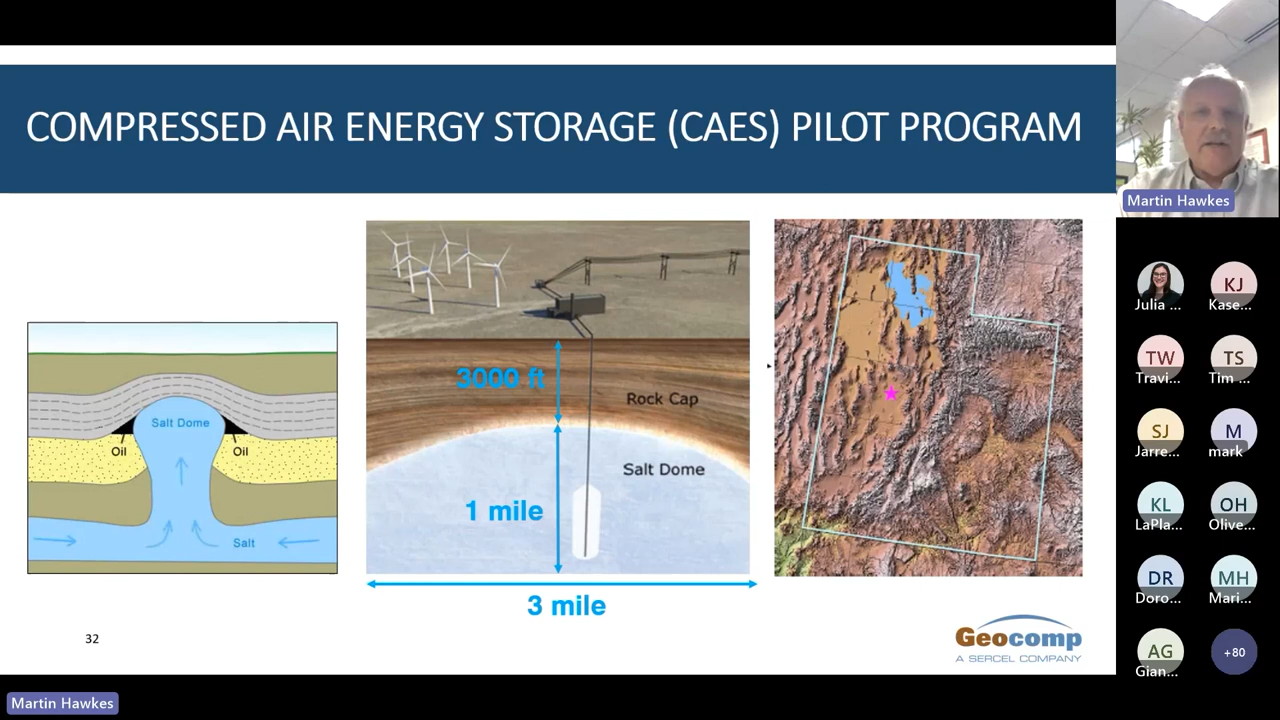 COMPRESSED AIR ENERGY STORAGE (CAES) PILOT PROGRAM
Martin Hawkes
Salt Dome
Oil
Oil
Salt
3000 ft
Rock Cap
Salt Dome
1 mile
3 mile
32
Geocomp
A SERCEL COMPANY
Julia ...
KJ
Kase...
TW
Travi...
TS
Tim ...
SJ
Jarre...
M
mark
KL
LaPla...
OH
Olive...
DR
Doro...
MH
Mari...
AG
Gian...
+80
Martin Hawkes